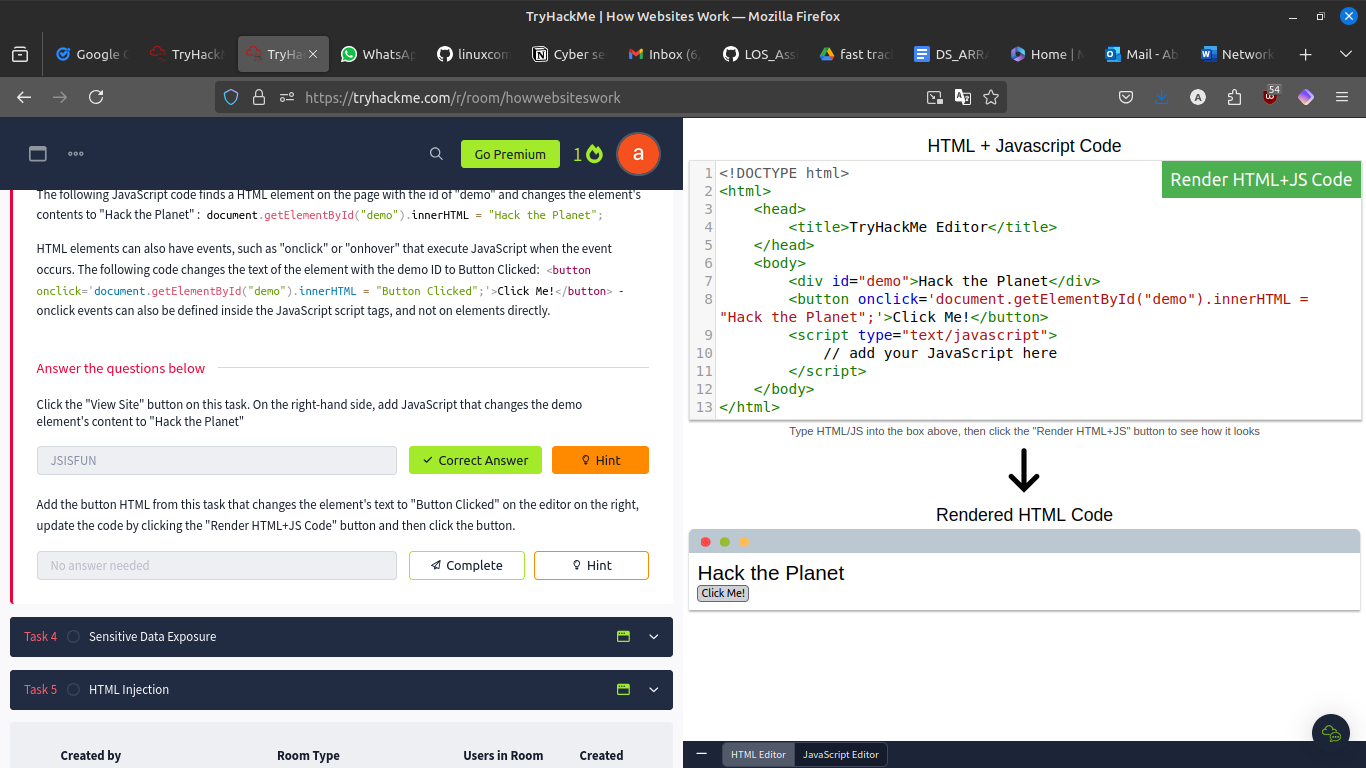 TryHackMe | How Websites Work — Mozilla Firefox
Google
TryHack
TryHac
WhatsAp
linuxcom
Cyber se
Inbox (6,
LOS_Ass
fast trac
DS_ARRA
Home | M
Mail - Ab
Network
https://tryhackme.com/r/room/howwebsiteswork
A
54
Go Premium
1
a
The following JavaScript code finds a HTML element on the page with the id of "demo" and changes the element's
contents to "Hack the Planet" : document.getElementById("demo").innerHTML = "Hack the Planet";
HTML elements can also have events, such as "onclick" or "onhover" that execute JavaScript when the event
occurs. The following code changes the text of the element with the demo ID to Button Clicked: <button
onclick='document.getElementById("demo").innerHTML = "Button Clicked";'>Click Me!</button> -
onclick events can also be defined inside the JavaScript script tags, and not on elements directly.
Answer the questions below
Click the "View Site" button on this task. On the right-hand side, add JavaScript that changes the demo
element's content to "Hack the Planet"
JSISFUN
Correct Answer
Hint
Add the button HTML from this task that changes the element's text to "Button Clicked" on the editor on the right,
update the code by clicking the "Render HTML+JS Code" button and then click the button.
No answer needed
Complete
Hint
Task 4
Sensitive Data Exposure
Task 5
HTML Injection
Created by
Room Type
Users in Room
Created
HTML + Javascript Code
Render HTML+JS Code
1 <!DOCTYPE html>
2 <html>
3 <head>
4 <title>TryHackMe Editor</title>
5 </head>
6 <body>
7 <div id="demo">Hack the Planet</div>
8 <button onclick='document.getElementById("demo").innerHTML =
"Hack the Planet";'>Click Me!</button>
9 <script type="text/javascript">
10 // add your JavaScript here
11 </script>
12 </body>
13 </html>
Type HTML/JS into the box above, then click the "Render HTML+JS" button to see how it looks
Rendered HTML Code
Hack the Planet
Click Me!
HTML Editor
JavaScript Editor